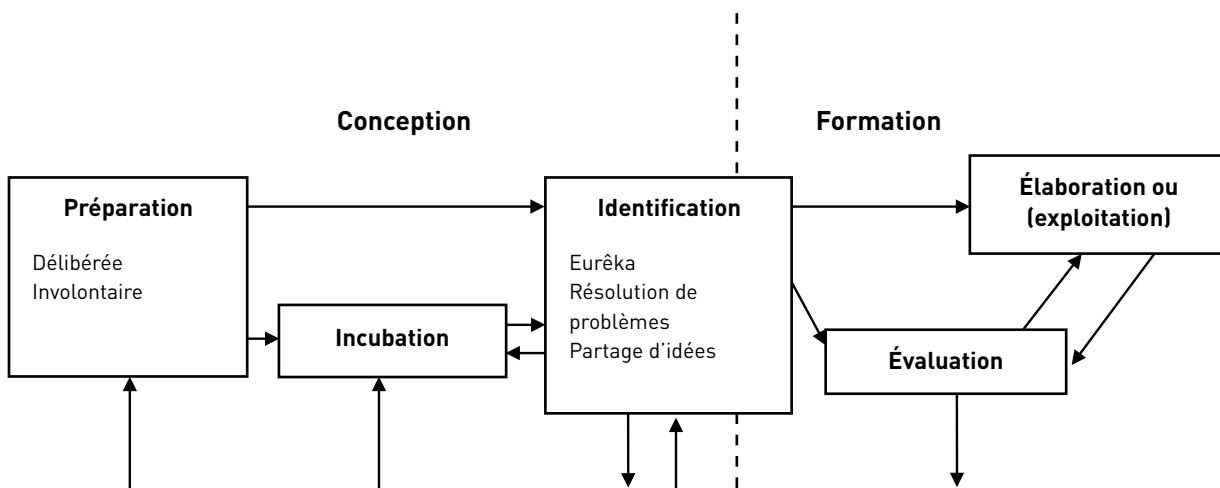 Conception
Formation
Préparation
Délibérée
Involontaire
Incubation
Identification
Eurêka
Résolution de
problèmes
Partage d'idées
Élaboration ou
(exploitation)
Évaluation